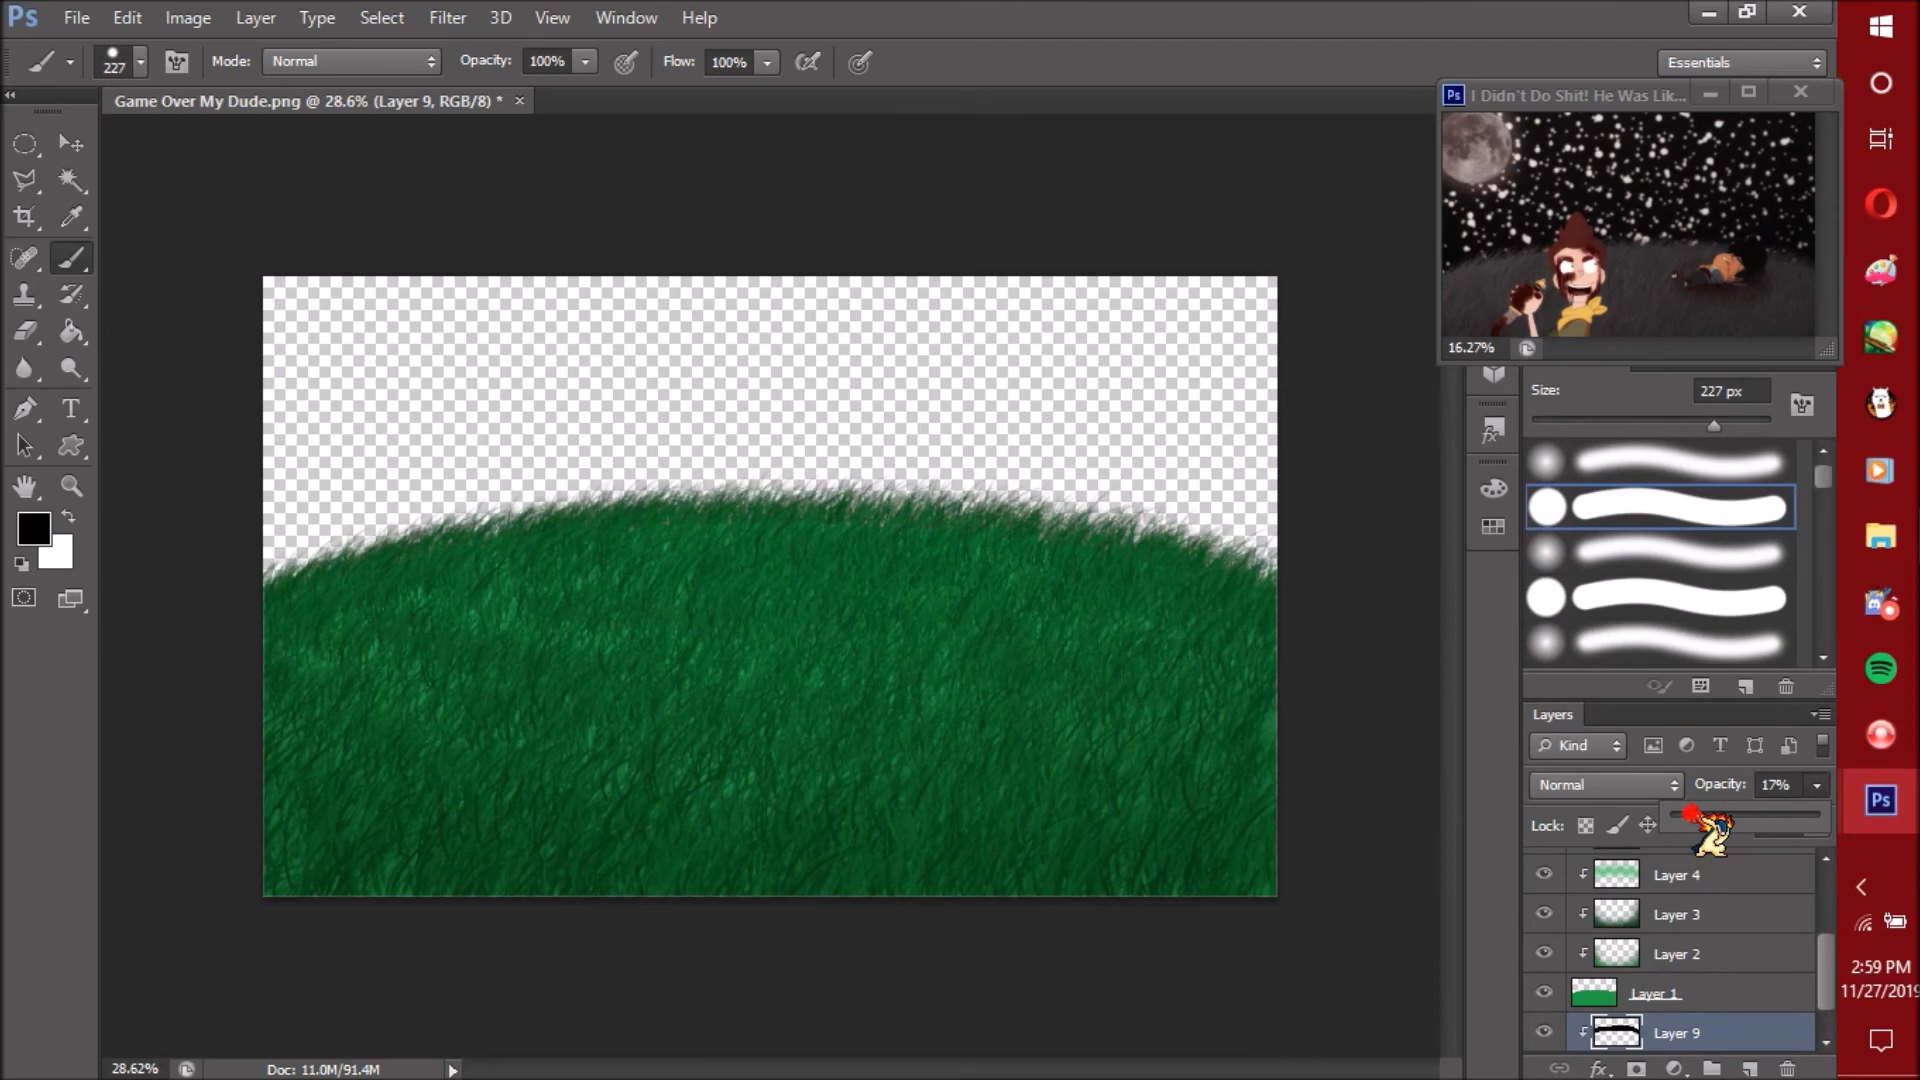 Ps File Edit Image Layer Type Select Filter 3D View Window Help
227 Mode: Normal Opacity: 100% Flow: 100% Essentials
Game Over My Dude.png @ 28.6% (Layer 9, RGB/8) * ×
Ps I Didn't Do Shit! He Was Lik...
16.27%
Size: 227 px
Layers
Kind
Normal Opacity: 17%
Lock:
Layer 4
Layer 3
Layer 2
Layer 1
Layer 9
28.62% Doc: 11.0M/91.4M
Ps
2:59 PM
11/27/2019